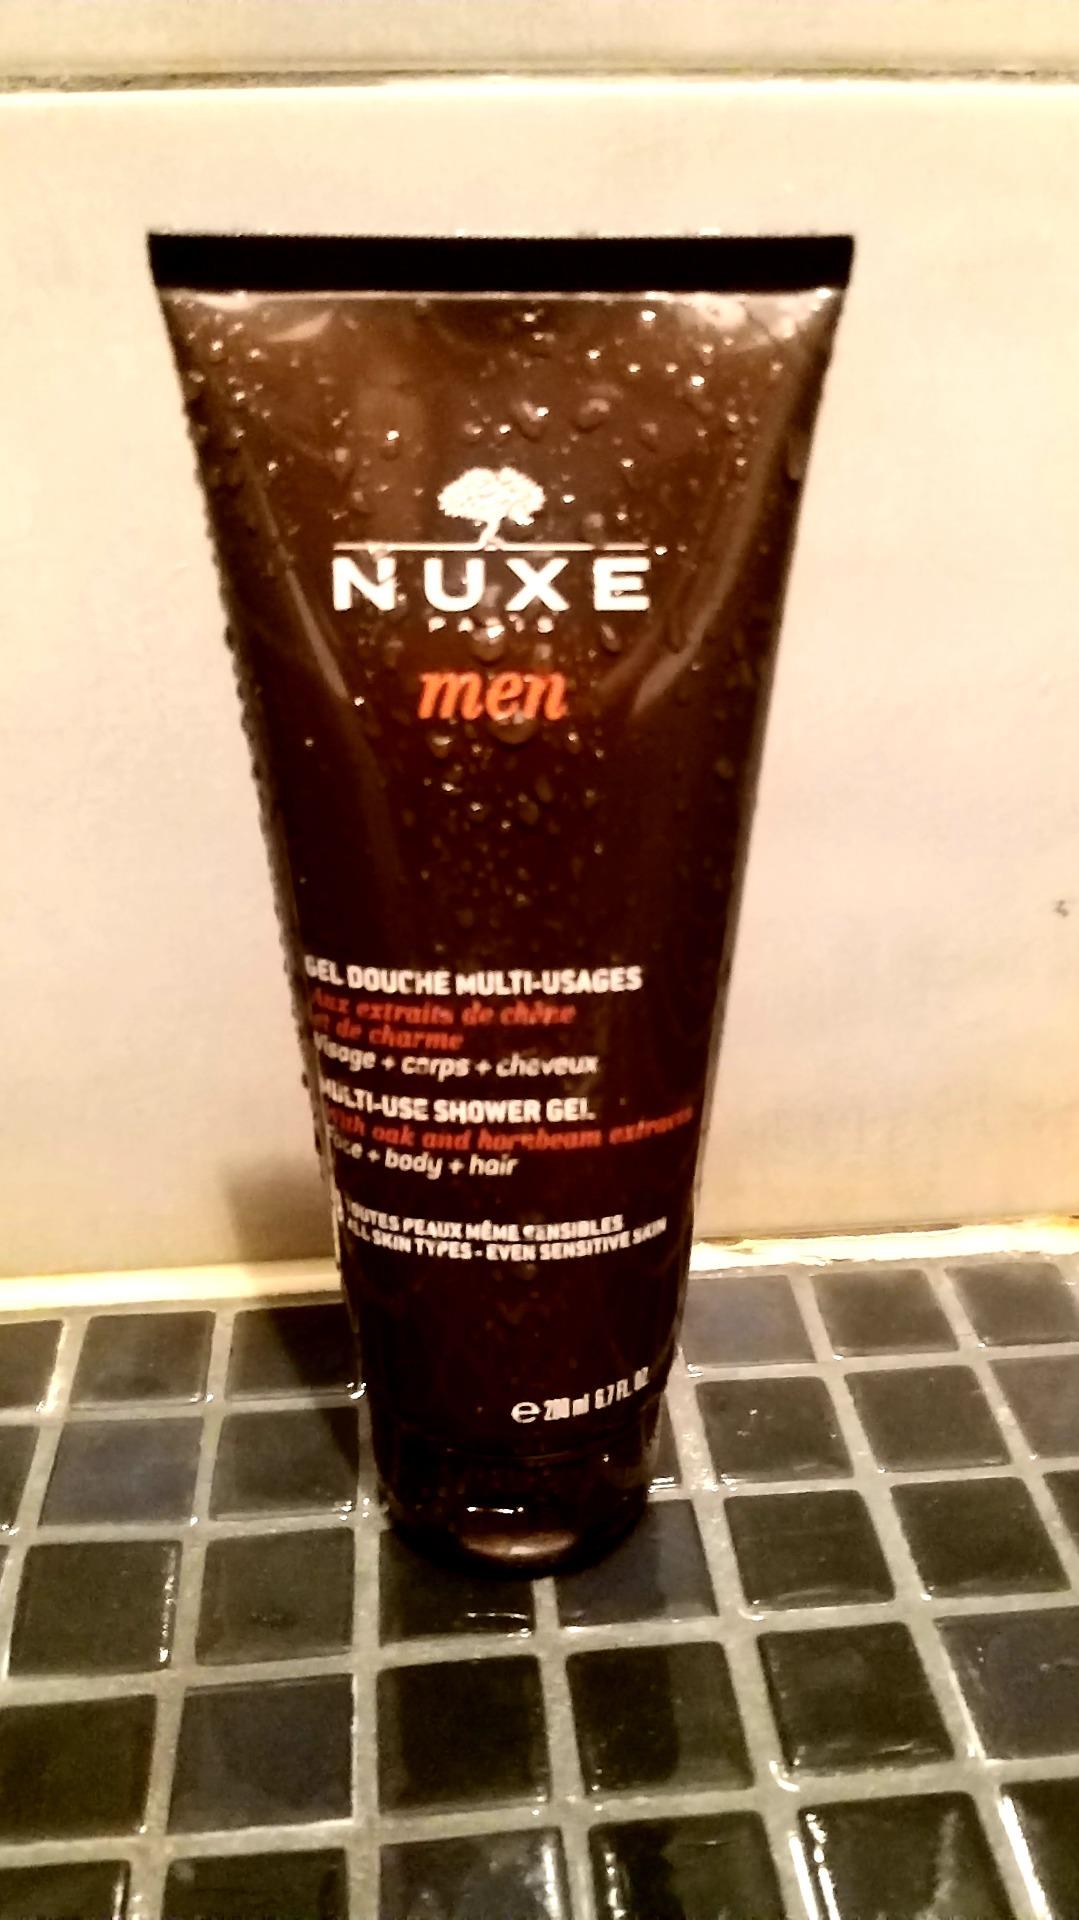 NUXE
PARIS
men
GEL DOUCHE MULTI-USAGES
Aux extraits de chêne
et de charme
Visage + corps + cheveux
MULTI-USE SHOWER GEL
with oak and hornbeam extracts
Face + body + hair
TOUTES PEAUX MÊME SENSIBLES
ALL SKIN TYPES - EVEN SENSITIVE SKIN
e 200 ml 6.7 FL. OZ.